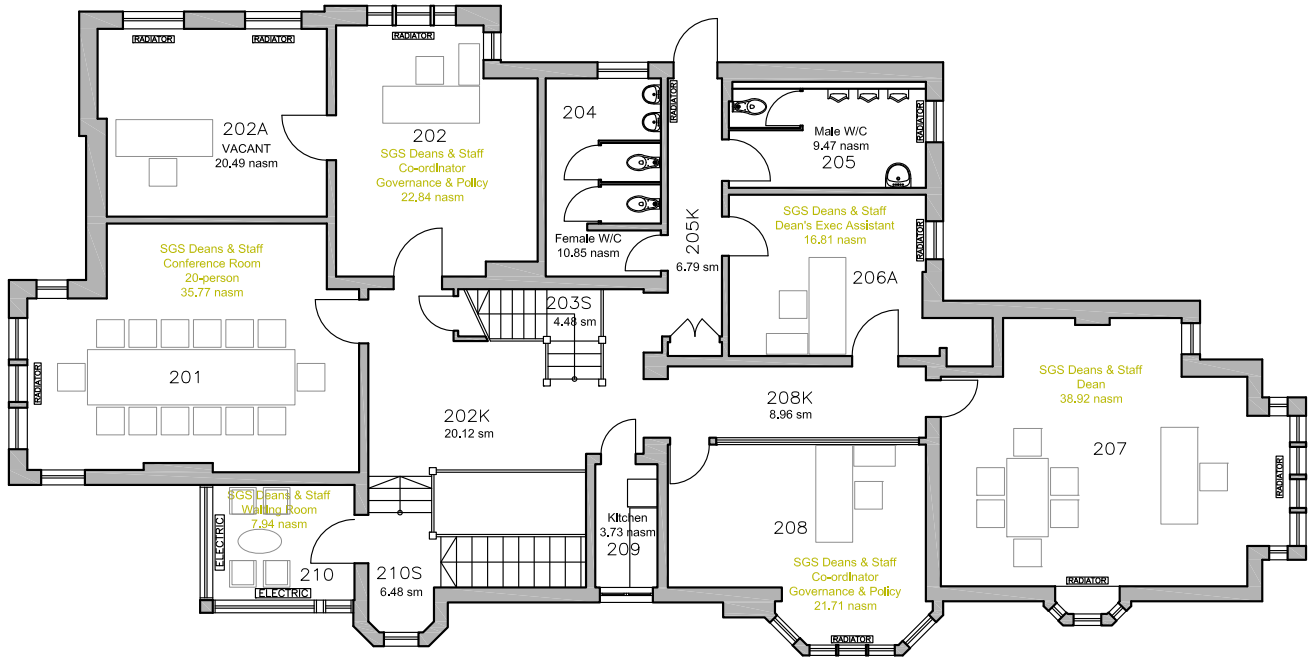 RADIATOR
RADIATOR
202A
VACANT
20.49 nasm
RADIATOR
202
SGS Deans & Staff
Co-ordinator
Governance & Policy
22.84 nasm
204
Female W/C
10.85 nasm
RADIATOR
205K
6.79 sm
Male W/C
9.47 nasm
205
RADIATOR
SGS Deans & Staff
Dean's Exec Assistant
16.81 nasm
206A
RADIATOR
SGS Deans & Staff
Conference Room
20-person
35.77 nasm
201
RADIATOR
203S
4.48 sm
202K
20.12 sm
208K
8.96 sm
SGS Deans & Staff
Dean
38.92 nasm
207
RADIATOR
RADIATOR
SGS Deans & Staff
Waiting Room
7.94 nasm
210
ELECTRIC
ELECTRIC
210S
6.48 sm
Kitchen
3.73 nasm
209
208
SGS Deans & Staff
Co-ordinator
Governance & Policy
21.71 nasm
RADIATOR